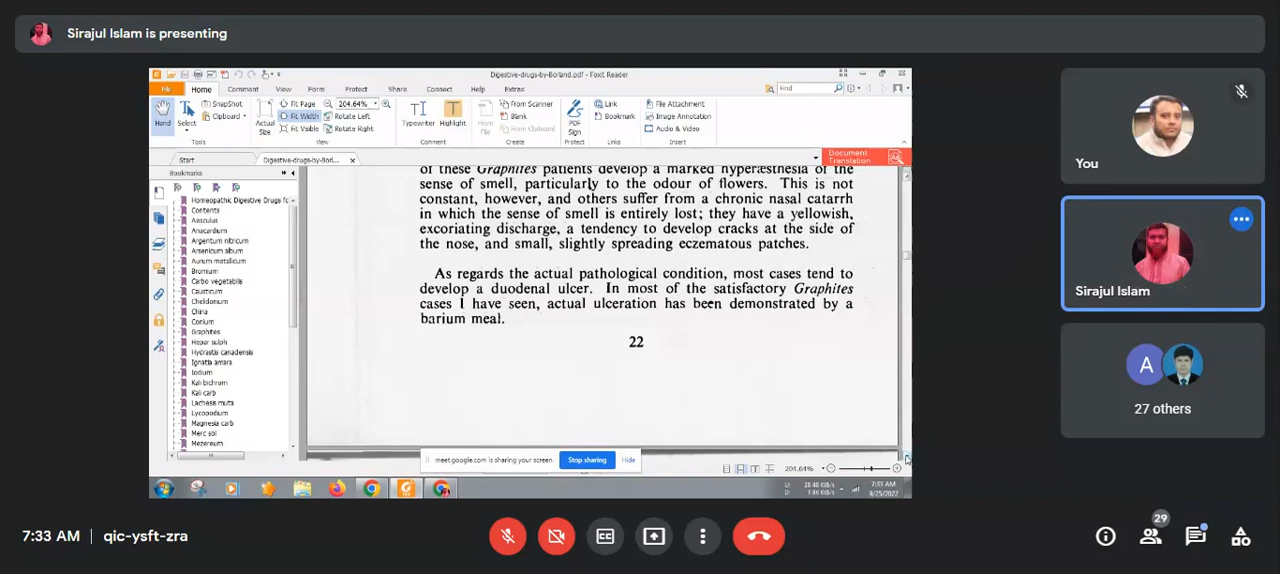 Sirajul Islam is presenting
Digestive-drugs-by-Borland.pdf - Foxit Reader
File Home Comment View Form Protect Share Connect Help Extras
Find
Hand
Select
SnapShot
Clipboard
Tools
Actual Size
Fit Page
Fit Width
Fit Visible
204.64%
Rotate Left
Rotate Right
View
Typewriter
Highlight
Comment
From File
From Scanner
Blank
From Clipboard
Create
PDF Sign
Protect
Link
Bookmark
Links
File Attachment
Image Annotation
Audio & Video
Insert
Start
Digestive-drugs-by-Borl...
Document Translation
Bookmarks
Homeopathic Digestive Drugs fo
Contents
Aesculus
Anacardium
Argentum nitricum
Arsenicum album
Aurum metallicum
Bromium
Carbo vegetabilis
Causticum
Chelidonium
China
Conium
Graphites
Hepar sulph
Hydrastis canadensis
Ignatia amara
Iodium
Kali bichrom
Kali carb
Lachesis muta
Lycopodium
Magnesia carb
Merc sol
Mezereum
of these Graphites patients develop a marked hyperæsthesia of the
sense of smell, particularly to the odour of flowers. This is not
constant, however, and others suffer from a chronic nasal catarrh
in which the sense of smell is entirely lost; they have a yellowish,
excoriating discharge, a tendency to develop cracks at the side of
the nose, and small, slightly spreading eczematous patches.
As regards the actual pathological condition, most cases tend to
develop a duodenal ulcer. In most of the satisfactory Graphites
cases I have seen, actual ulceration has been demonstrated by a
barium meal.
22
meet.google.com is sharing your screen.
Stop sharing
Hide
204.64%
7:33 AM
9/25/2022
You
Sirajul Islam
A
27 others
7:33 AM | qic-ysft-zra
29